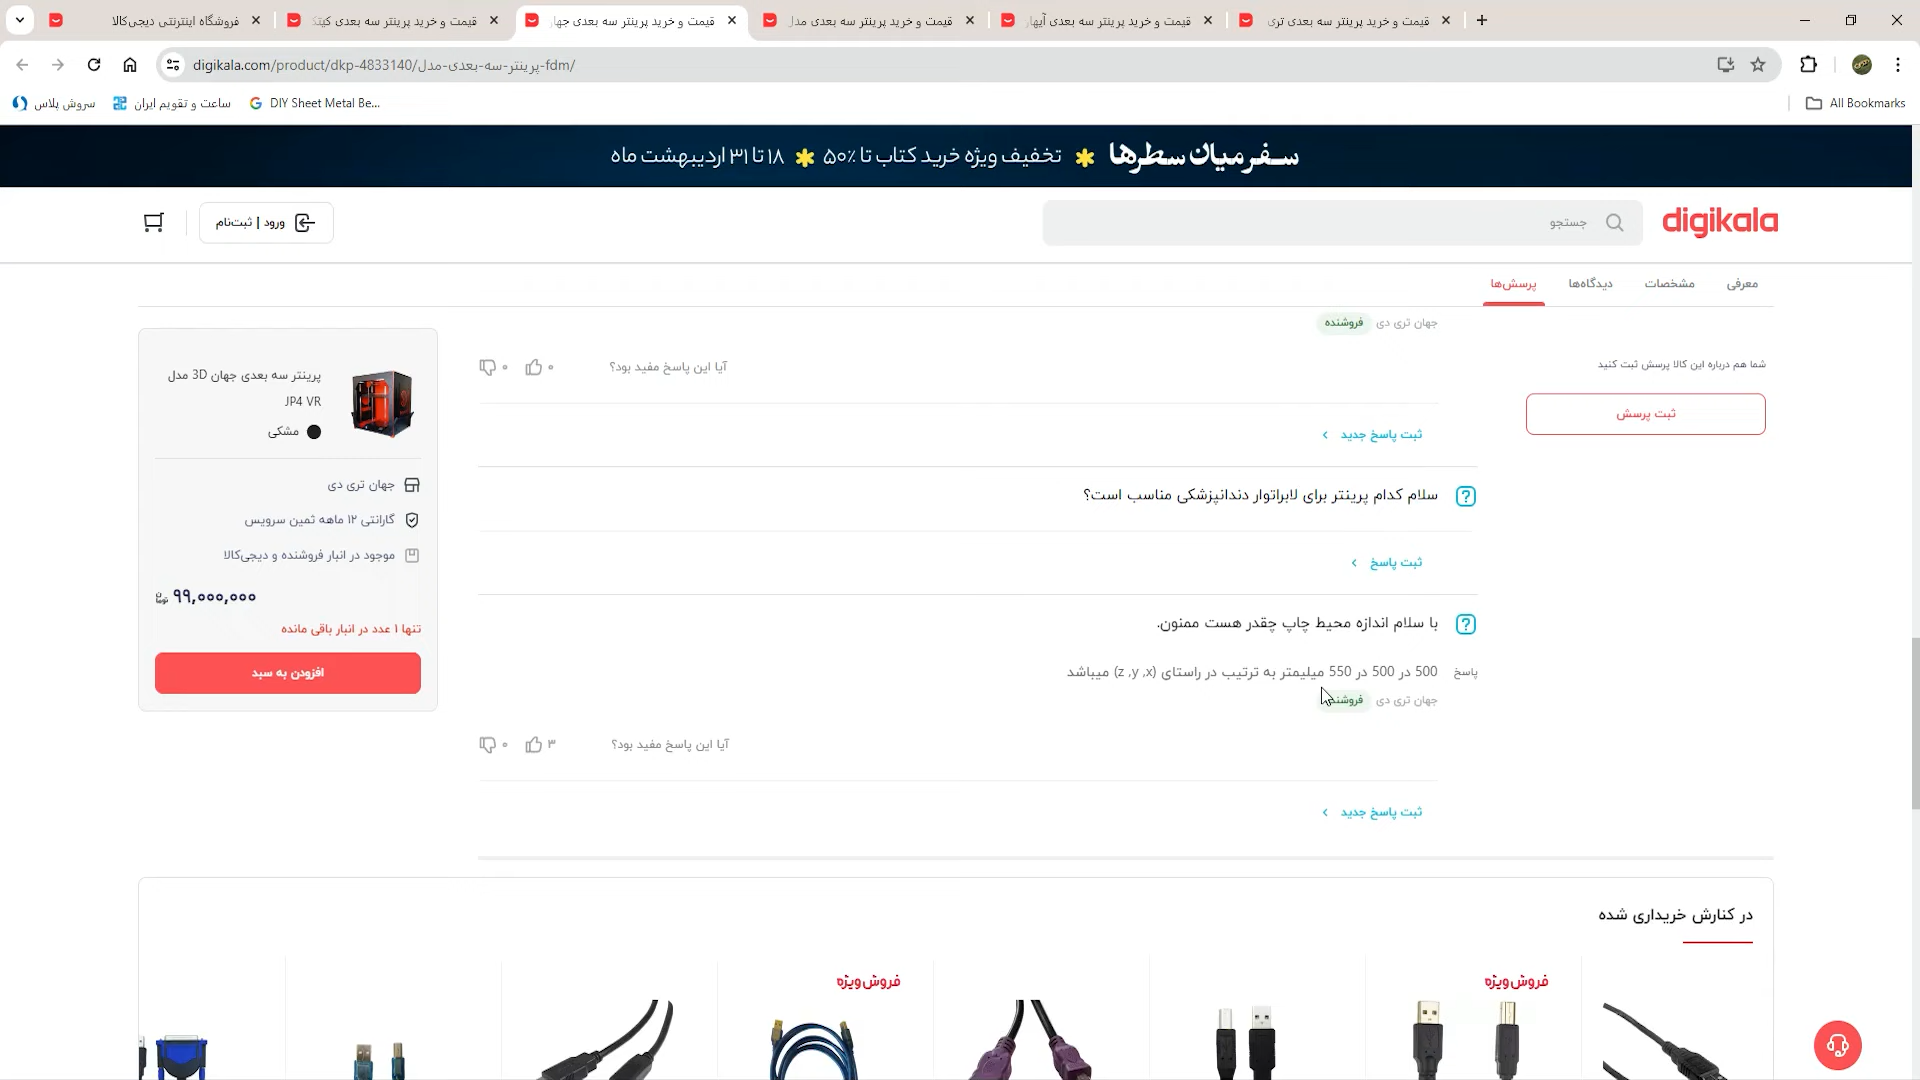 فروشگاه اینترنتی دیجی‌کالا
قیمت و خرید پرینتر سه بعدی
قیمت و خرید پرینتر سه بعدی
قیمت و خرید پرینتر سه بعدی
قیمت و خرید پرینتر سه بعدی
قیمت و خرید پرینتر سه بعدی تری
digikala.com/product/dkp-4833140/پرینتر-سه-بعدی-مدل-fdm/
سروش پلاس
ساعت و تقویم ایران
DIY Sheet Metal Be...
All Bookmarks
سفر میان سطرها
تخفیف ویژه خرید کتاب تا ۵۰٪
۱۸ تا ۳۱ اردیبهشت ماه
digikala
جستجو
ورود | ثبت‌نام
معرفی
مشخصات
دیدگاه‌ها
پرسش‌ها
شما هم درباره این کالا پرسش ثبت کنید
ثبت پرسش
جهان تری دی فروشنده
آیا این پاسخ مفید بود؟
۰
۰
ثبت پاسخ جدید
سلام کدام پرینتر برای لابراتوار دندانپزشکی مناسب است؟
ثبت پاسخ
با سلام اندازه محیط چاپ چقدر هست ممنون.
پاسخ
500 در 500 در 550 میلیمتر به ترتیب در راستای (z ,y ,x) میباشد
جهان تری دی فروشنده
آیا این پاسخ مفید بود؟
۳
۰
ثبت پاسخ جدید
پرینتر سه بعدی جهان 3D مدل
JP4 VR
مشکی
جهان تری دی
گارانتی ۱۲ ماهه ثمین سرویس
موجود در انبار فروشنده و دیجی‌کالا
۹۹,۰۰۰,۰۰۰ تومان
تنها ۱ عدد در انبار باقی مانده
افزودن به سبد
در کنارش خریداری شده
فروش ویژه
فروش ویژه